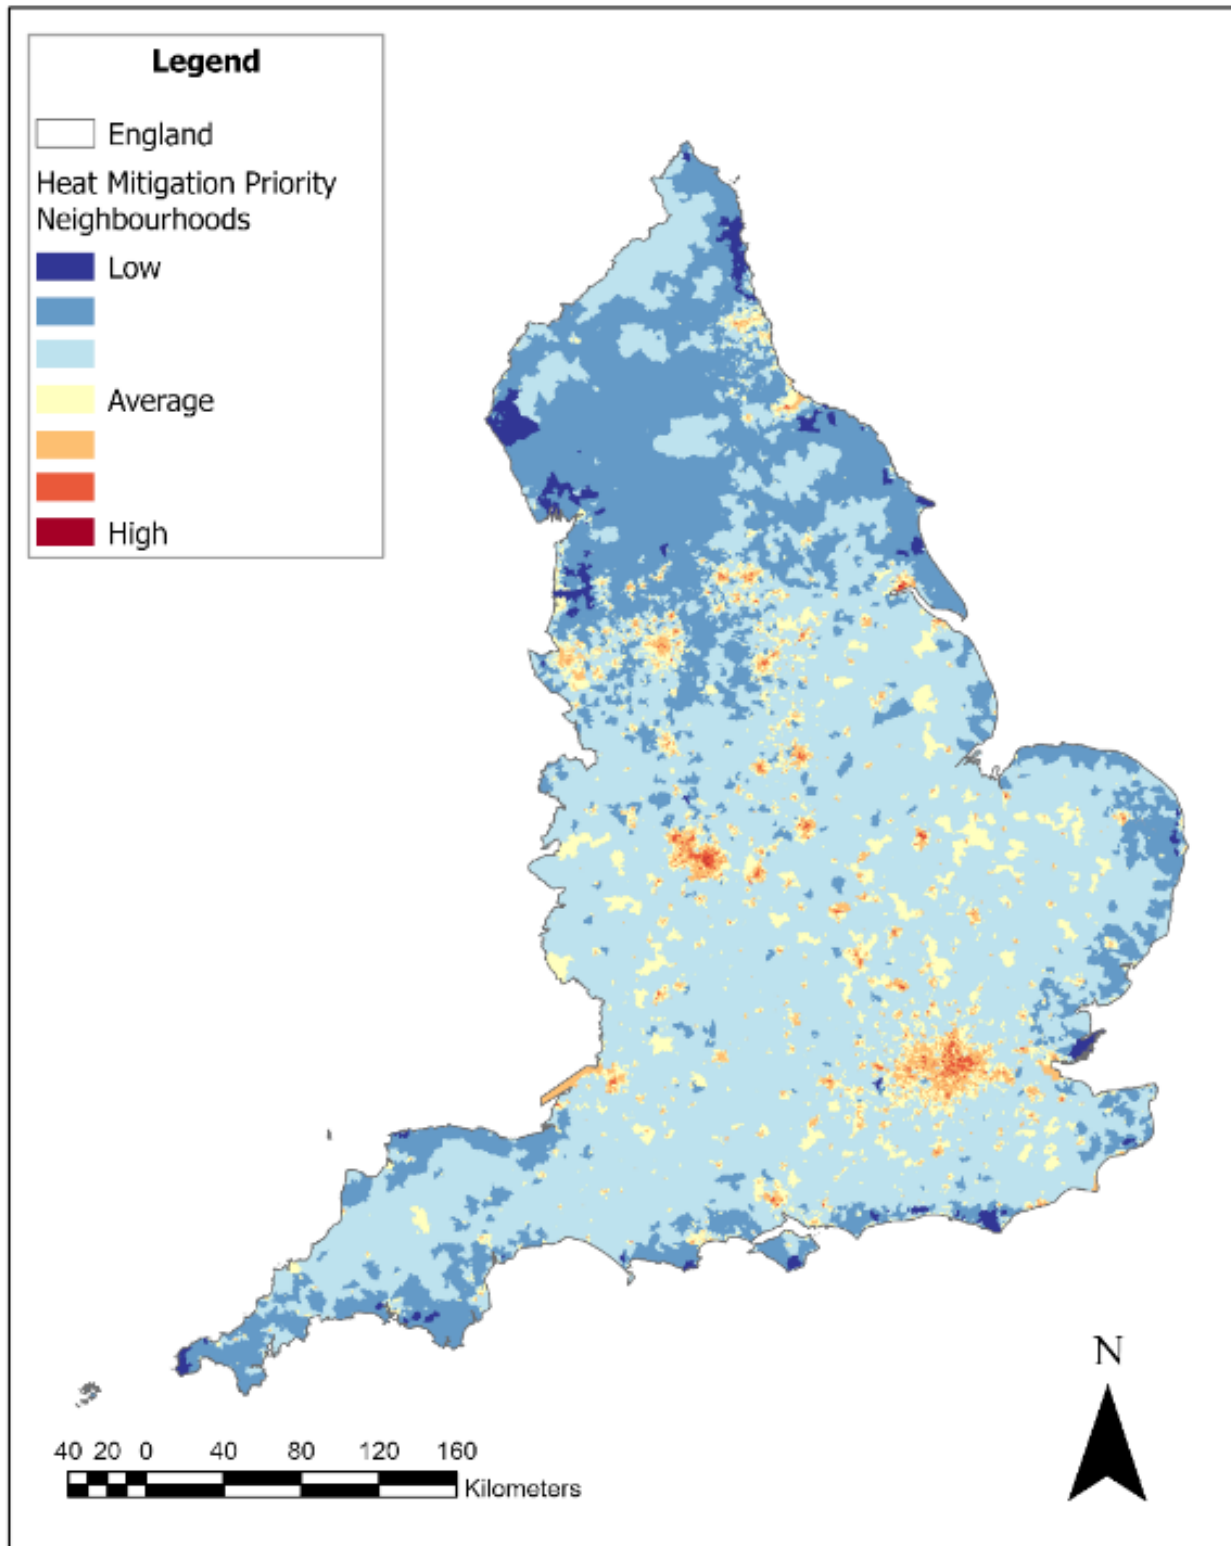 Legend
England
Heat Mitigation Priority
Neighbourhoods
Low
Average
High
N
40 20 0 40 80 120 160
Kilometers